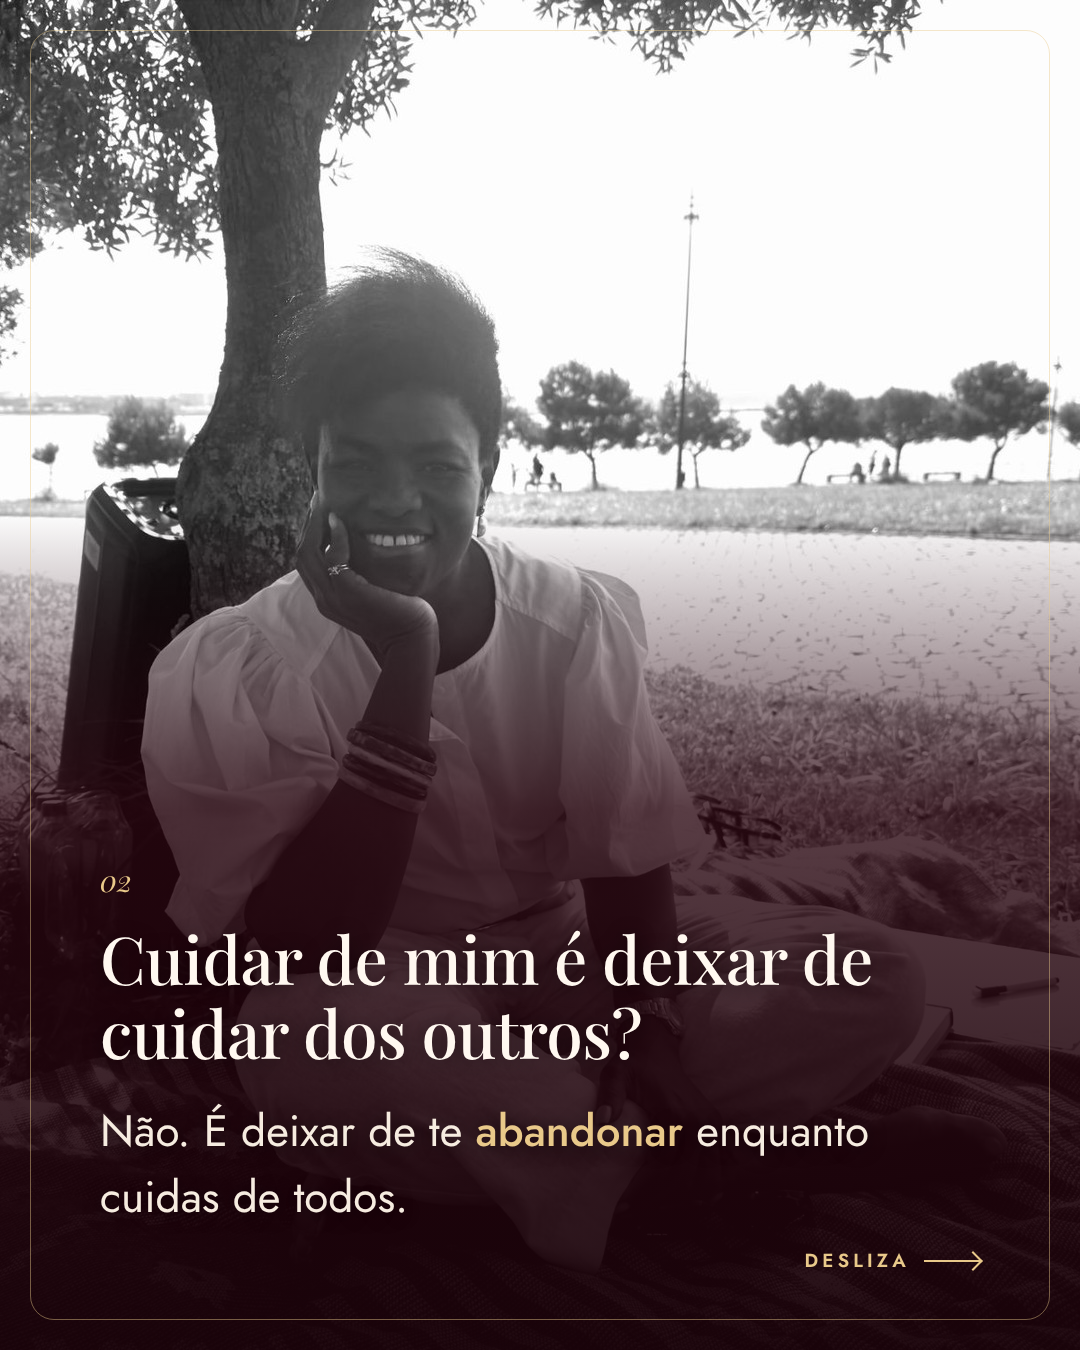 02
Cuidar de mim é deixar de
cuidar dos outros?
Não. É deixar de te abandonar enquanto
cuidas de todos.
DESLIZA